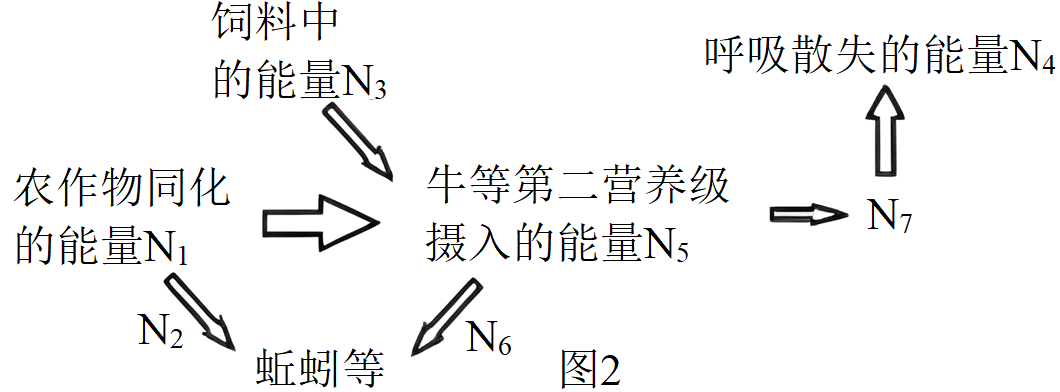 饲料中
的能量N₃
呼吸散失的能量N₄
农作物同化
的能量N₁
牛等第二营养级
摄入的能量N₅
N₇
N₂
N₆
蚯蚓等
图2